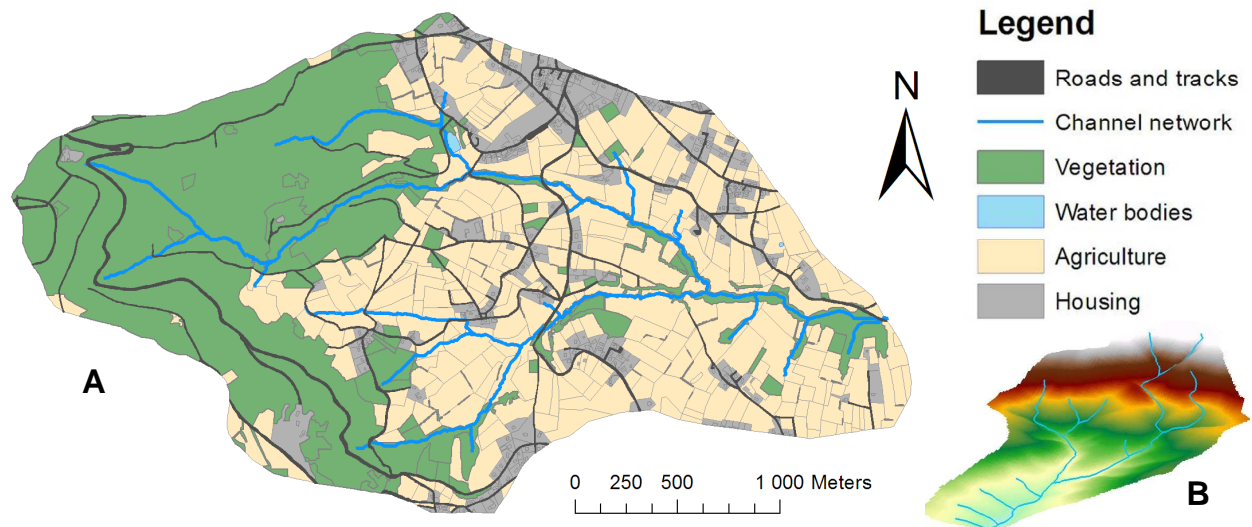 Legend
Roads and tracks
Channel network
Vegetation
Water bodies
Agriculture
Housing
N
A
0 250 500 1 000 Meters
B